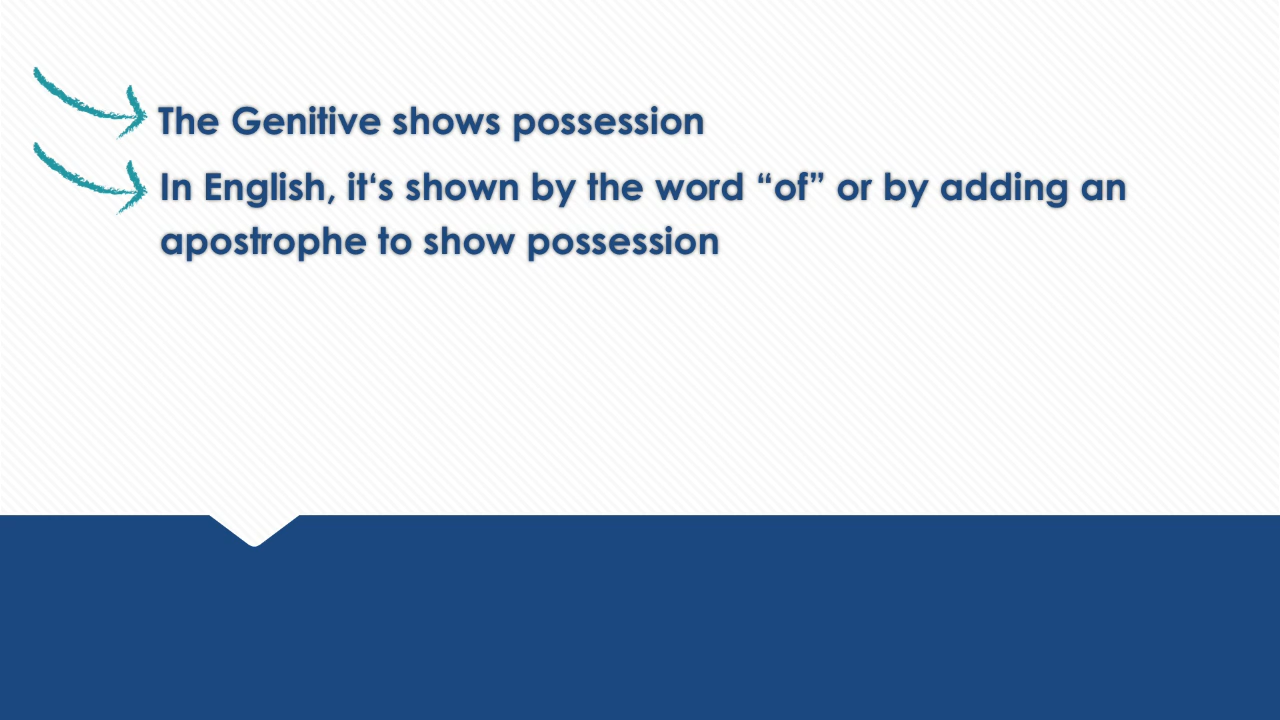 The Genitive shows possession
In English, it‘s shown by the word “of” or by adding an
apostrophe to show possession